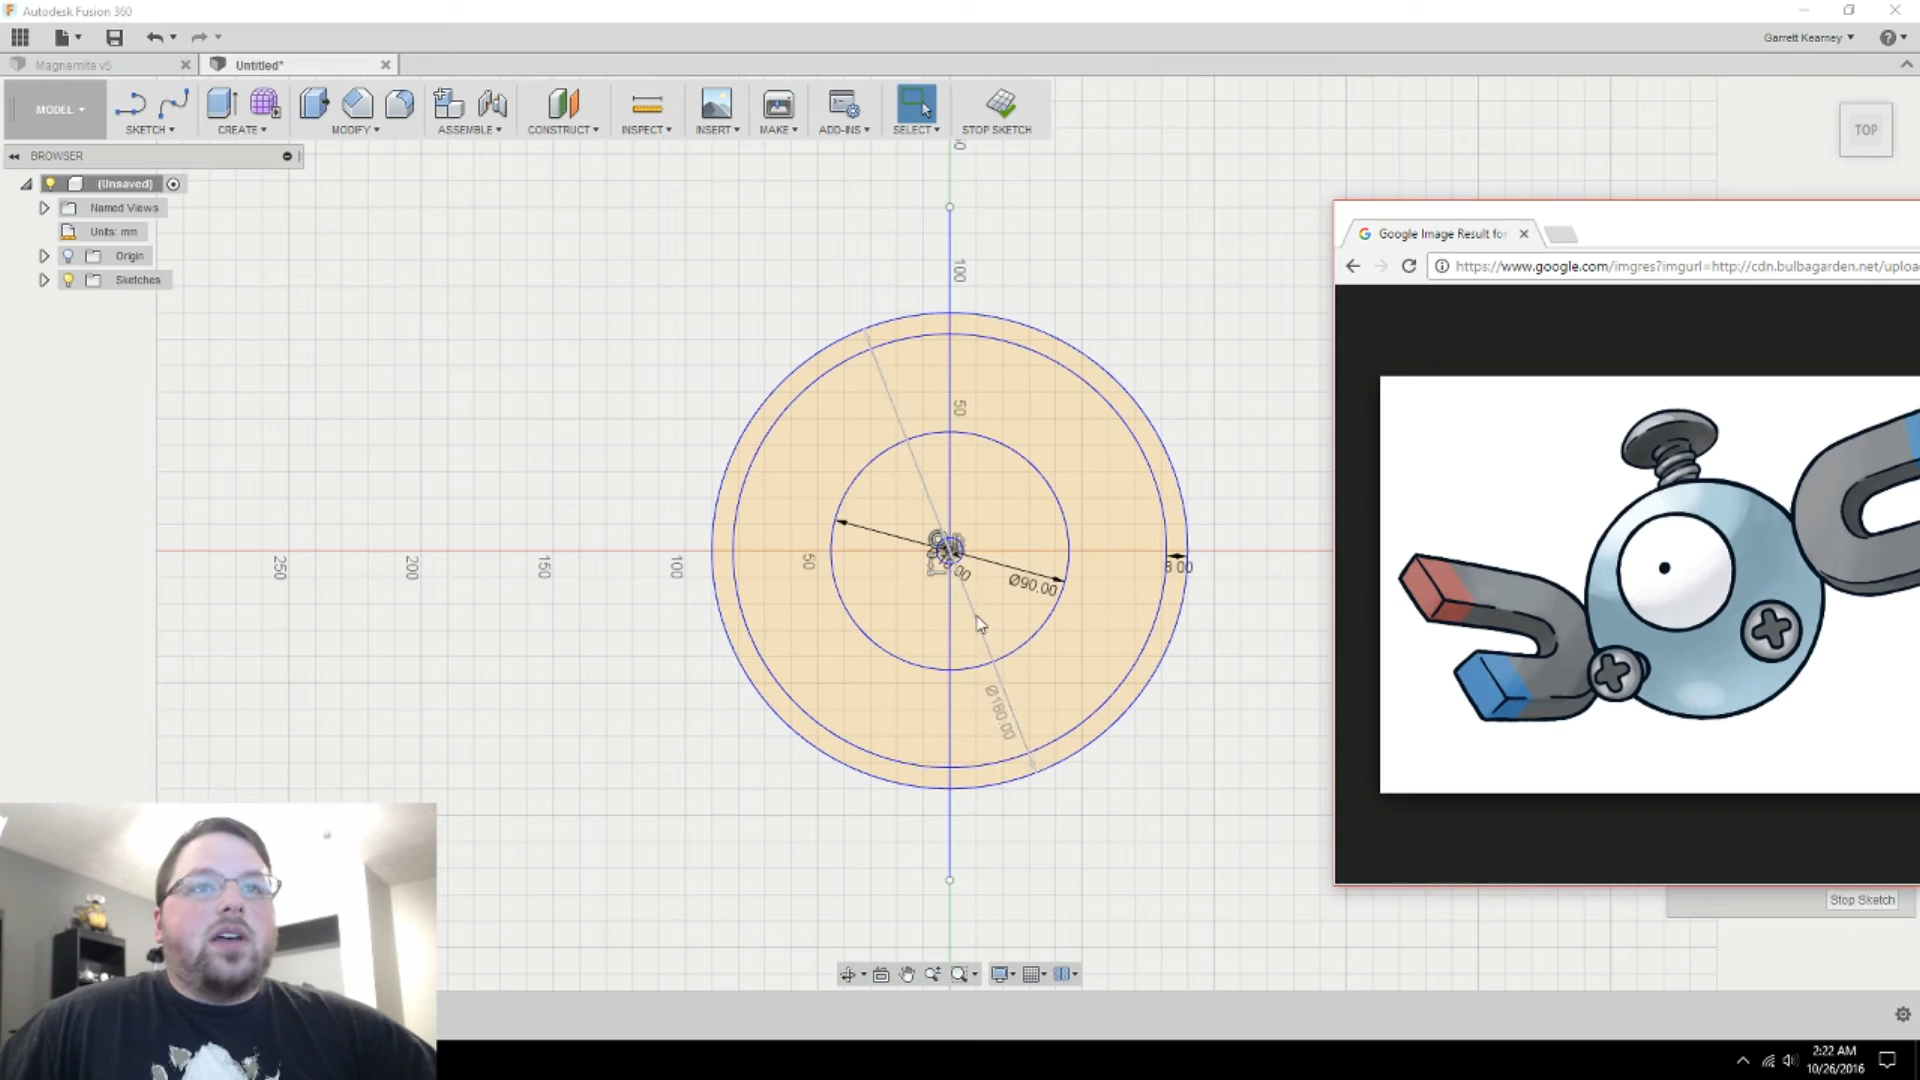 Autodesk Fusion 360
Garrett Kearney
Magnemite v5
Untitled*
MODEL
SKETCH
CREATE
MODIFY
ASSEMBLE
CONSTRUCT
INSPECT
INSERT
MAKE
ADD-INS
SELECT
STOP SKETCH
TOP
BROWSER
(Unsaved)
Named Views
Units: mm
Origin
Sketches
100
50
250
200
150
100
50
Ø90.00
8.00
Ø180.00
Google Image Result for
https://www.google.com/imgres?imgurl=http://cdn.bulbagarden.net/uploa
Stop Sketch
2:22 AM
10/26/2016